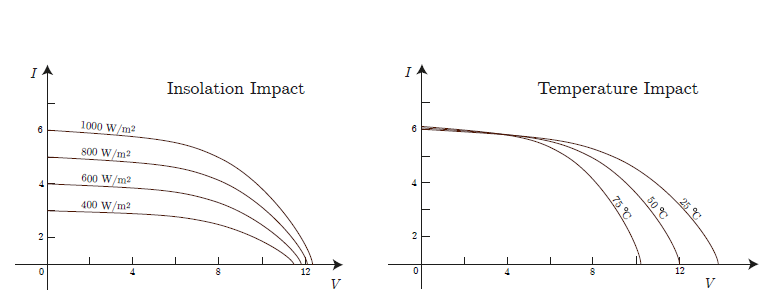 Insolation Impact
I
6
4
2
0
4
8
12
V
1000 W/m²
800 W/m²
600 W/m²
400 W/m²
Temperature Impact
I
6
4
2
0
4
8
12
V
75 °C
50 °C
25 °C